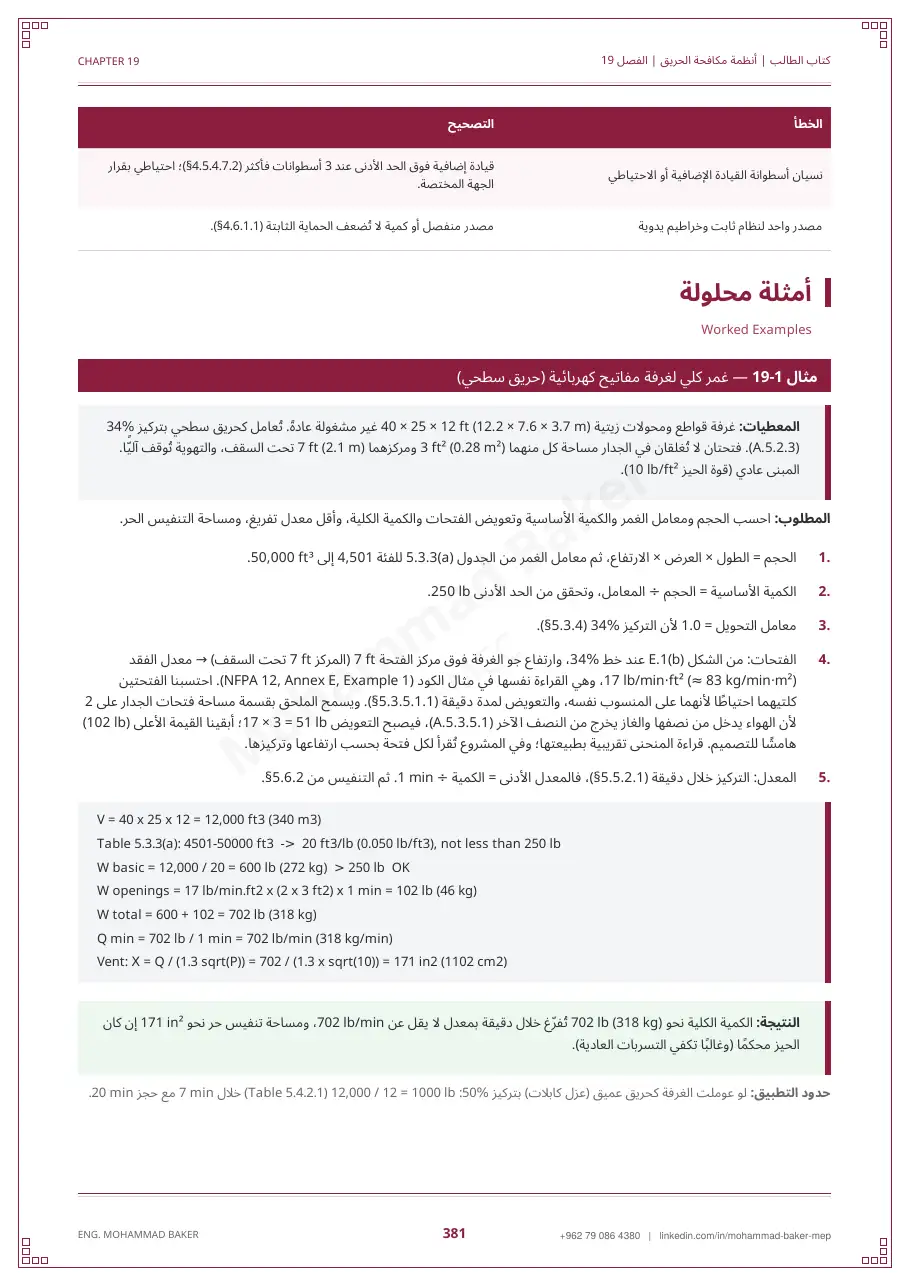 CHAPTER 19
كتاب الطالب | أنظمة مكافحة الحريق | الفصل 19
الخطأ
التصحيح
نسيان أسطوانة القيادة الإضافية أو الاحتياطي
قيادة إضافية فوق الحد الأدنى عند 3 أسطوانات فأكثر (§4.5.4.7.2)؛ احتياطي بقرار
الجهة المختصة.
مصدر واحد لنظام ثابت وخراطيم يدوية
مصدر منفصل أو كمية لا تُضعف الحماية الثابتة (§4.6.1.1).
أمثلة محلولة
Worked Examples
مثال 1-19 — غمر كلي لغرفة مفاتيح كهربائية (حريق سطحي)
المعطيات: غرفة قواطع ومحولات زيتية 40 × 25 × 12 ft (12.2 × 7.6 × 3.7 m) غير مشغولة عادةً. تُعامل كحريق سطحي بتركيز 34%
(A.5.2.3). فتحتان لا تُغلقان في الجدار مساحة كل منهما 3 ft² (0.28 m²) ومركزهما 7 ft (2.1 m) تحت السقف، والتهوية تُوقف آليًا.
المبنى عادي (قوة الحيز 10 lb/ft²).
المطلوب: احسب الحجم ومعامل الغمر والكمية الأساسية وتعويض الفتحات والكمية الكلية، وأقل معدل تفريغ، ومساحة التنفيس الحر.
1. الحجم = الطول × العرض × الارتفاع، ثم معامل الغمر من الجدول 5.3.3(a) للفئة 4,501 إلى 50,000 ft³.
2. الكمية الأساسية = الحجم ÷ المعامل، وتحقق من الحد الأدنى 250 lb.
3. معامل التحويل = 1.0 لأن التركيز 34% (§5.3.4).
4. الفتحات: من الشكل E.1(b) عند خط 34%، وارتفاع جو الغرفة فوق مركز الفتحة 7 ft (المركز 7 ft تحت السقف) → معدل الفقد
17 lb/min·ft² (≈ 83 kg/min·m²)، وهي القراءة نفسها في مثال الكود (NFPA 12, Annex E, Example 1). احتسبنا الفتحتين
كلتيهما احتياطًا لأنهما على المنسوب نفسه، والتعويض لمدة دقيقة (§5.3.5.1.1). ويسمح الملحق بقسمة مساحة فتحات الجدار على 2
لأن الهواء يدخل من نصفها والغاز يخرج من النصف الآخر (A.5.3.5.1)، فيصبح التعويض 17 × 3 = 51 lb؛ أبقينا القيمة الأعلى (102 lb)
هامشًا للتصميم. قراءة المنحنى تقريبية بطبيعتها؛ وفي المشروع تُقرأ لكل فتحة بحسب ارتفاعها وتركيزها.
5. المعدل: التركيز خلال دقيقة (§5.5.2.1)، فالمعدل الأدنى = الكمية ÷ 1 min. ثم التنفيس من §5.6.2.
V = 40 x 25 x 12 = 12,000 ft3 (340 m3)
Table 5.3.3(a): 4501-50000 ft3 -> 20 ft3/lb (0.050 lb/ft3), not less than 250 lb
W basic = 12,000 / 20 = 600 lb (272 kg) > 250 lb OK
W openings = 17 lb/min.ft2 x (2 x 3 ft2) x 1 min = 102 lb (46 kg)
W total = 600 + 102 = 702 lb (318 kg)
Q min = 702 lb / 1 min = 702 lb/min (318 kg/min)
Vent: X = Q / (1.3 sqrt(P)) = 702 / (1.3 x sqrt(10)) = 171 in2 (1102 cm2)
النتيجة: الكمية الكلية نحو 702 lb (318 kg) تُفرّغ خلال دقيقة بمعدل لا يقل عن 702 lb/min، ومساحة تنفيس حر نحو 171 in² إن كان
الحيز محكمًا (وغالبًا تكفي التسربات العادية).
حدود التطبيق: لو عوملت الغرفة كحريق عميق (عزل كابلات) بتركيز 50%: 12,000 / 12 = 1000 lb (Table 5.4.2.1) خلال 7 min مع حجز 20 min.
ENG. MOHAMMAD BAKER
381
+962 79 086 4380 | linkedin.com/in/mohammad-baker-mep